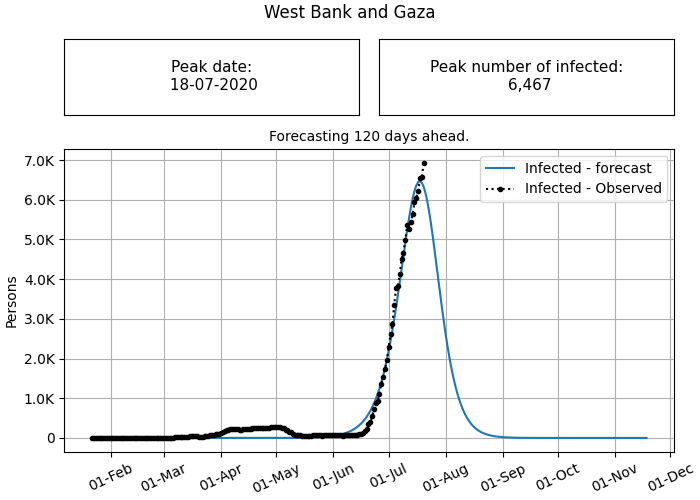 West Bank and Gaza
Peak date:
18-07-2020
Peak number of infected:
6,467
Forecasting 120 days ahead.
7.0K
6.0K
5.0K
4.0K
3.0K
2.0K
1.0K
0
Persons
Infected - forecast
Infected - Observed
01-Feb
01-Mar
01-Apr
01-May
01-Jun
01-Jul
01-Aug
01-Sep
01-Oct
01-Nov
01-Dec